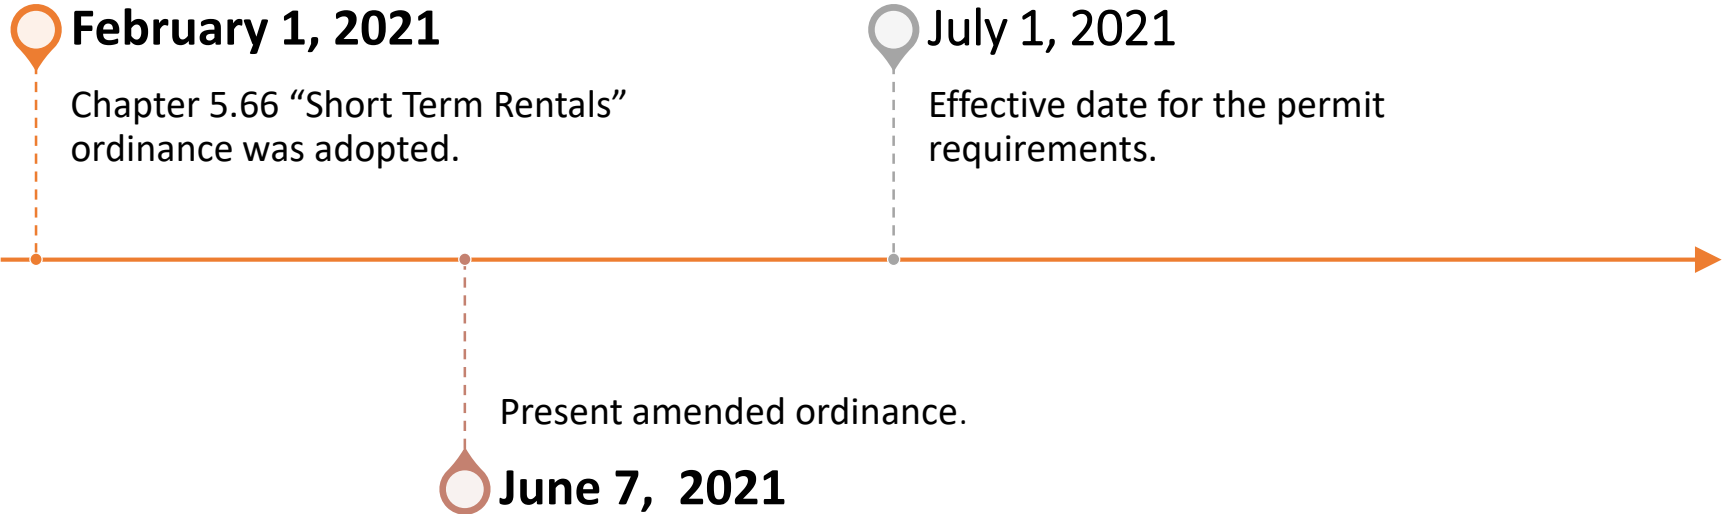 February 1, 2021
Chapter 5.66 “Short Term Rentals”
ordinance was adopted.
July 1, 2021
Effective date for the permit
requirements.
Present amended ordinance.
June 7,  2021